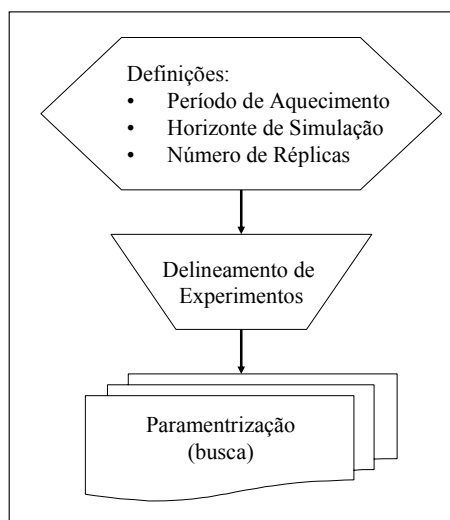 Definições:
• Período de Aquecimento
• Horizonte de Simulação
• Número de Réplicas
Delineamento de
Experimentos
Paramentrização
(busca)